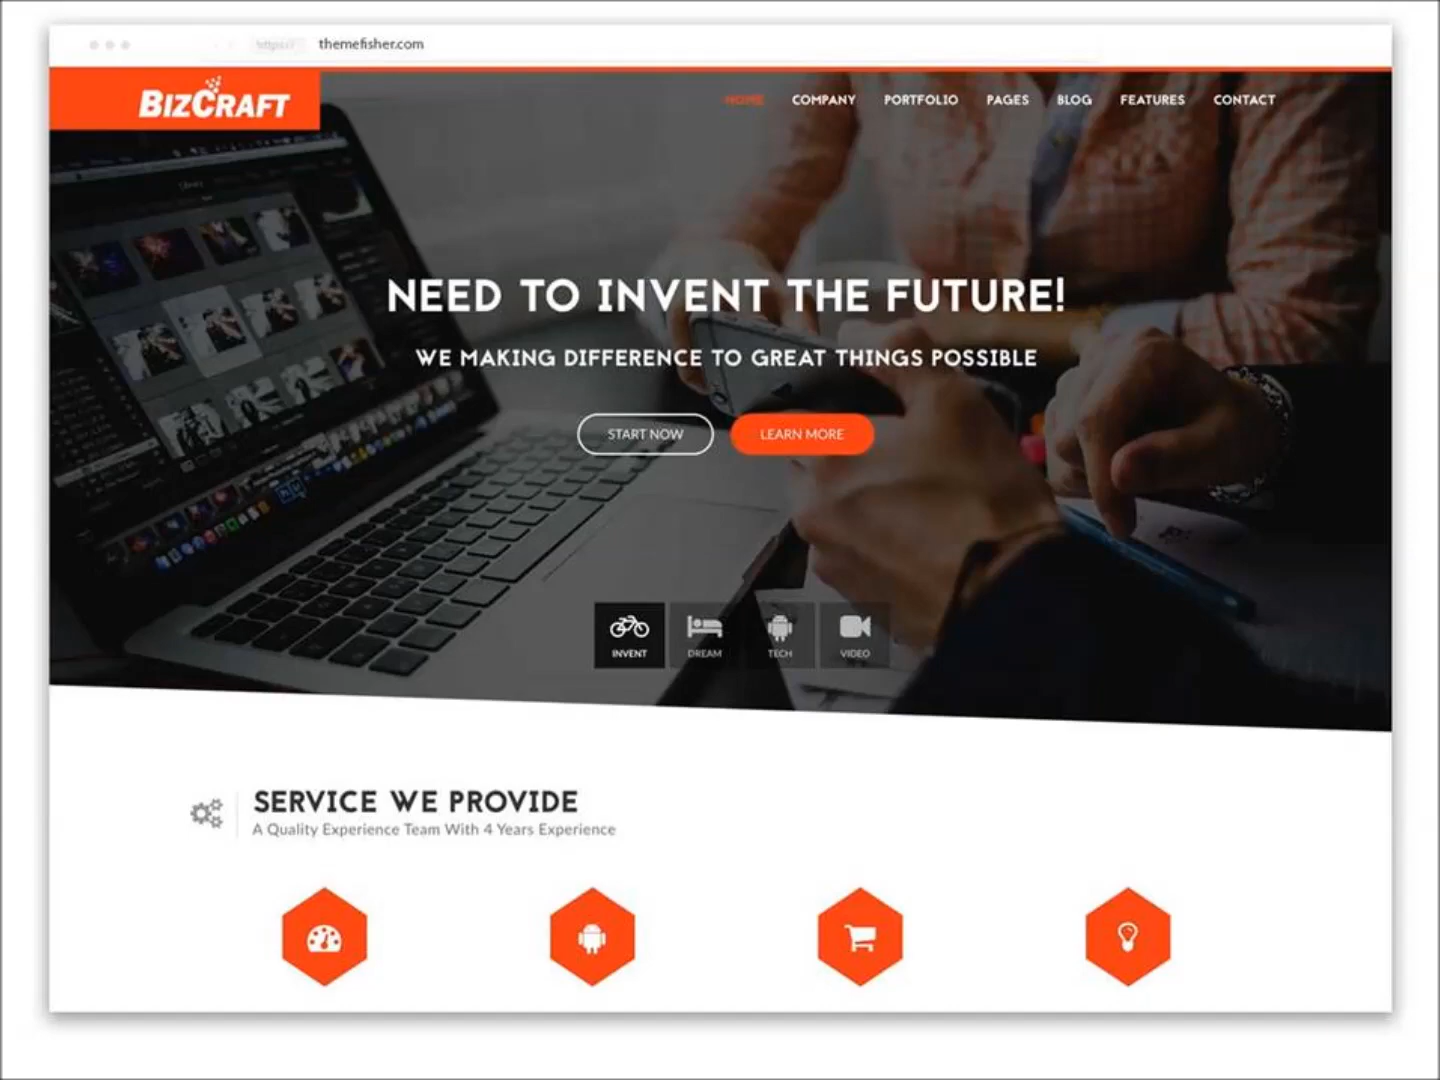 https://
themefisher.com
BIZCRAFT
HOME COMPANY PORTFOLIO PAGES BLOG FEATURES CONTACT
NEED TO INVENT THE FUTURE!
WE MAKING DIFFERENCE TO GREAT THINGS POSSIBLE
START NOW LEARN MORE
INVENT DREAM TECH VIDEO
SERVICE WE PROVIDE
A Quality Experience Team With 4 Years Experience